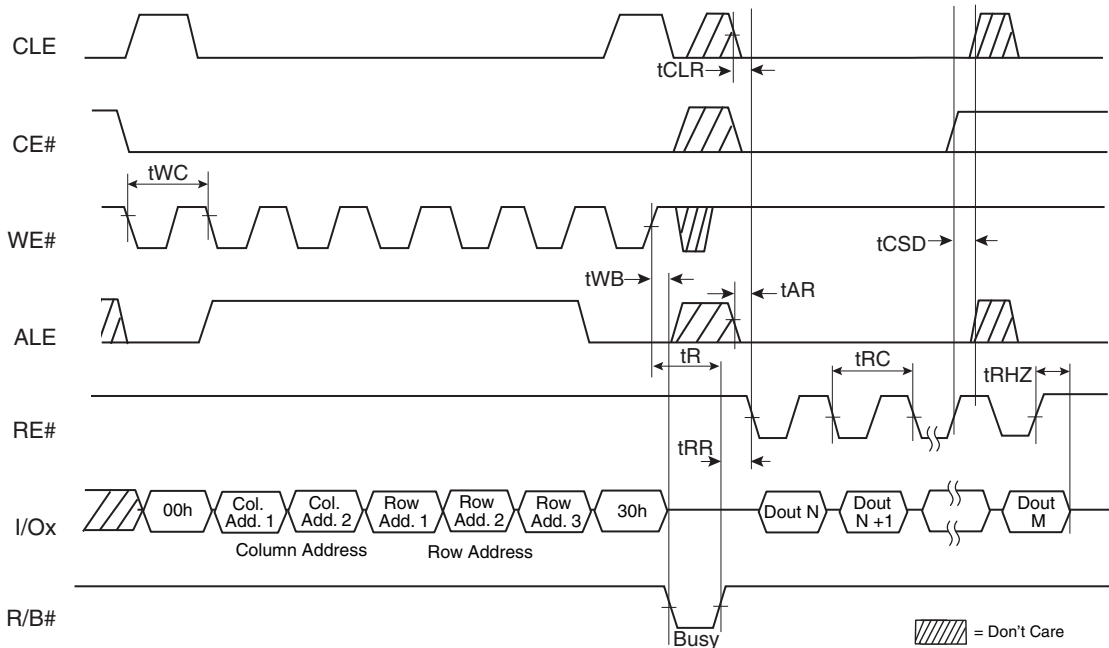 CLE
tCLR
CE#
tWC
WE#
tCSD
tWB
tAR
ALE
tR
tRC
tRHZ
RE#
tRR
I/Ox
00h
Col.
Add. 1
Col.
Add. 2
Row
Add. 1
Row
Add. 2
Row
Add. 3
30h
Dout N
Dout
N +1
Dout
M
Column Address
Row Address
R/B#
Busy
= Don't Care